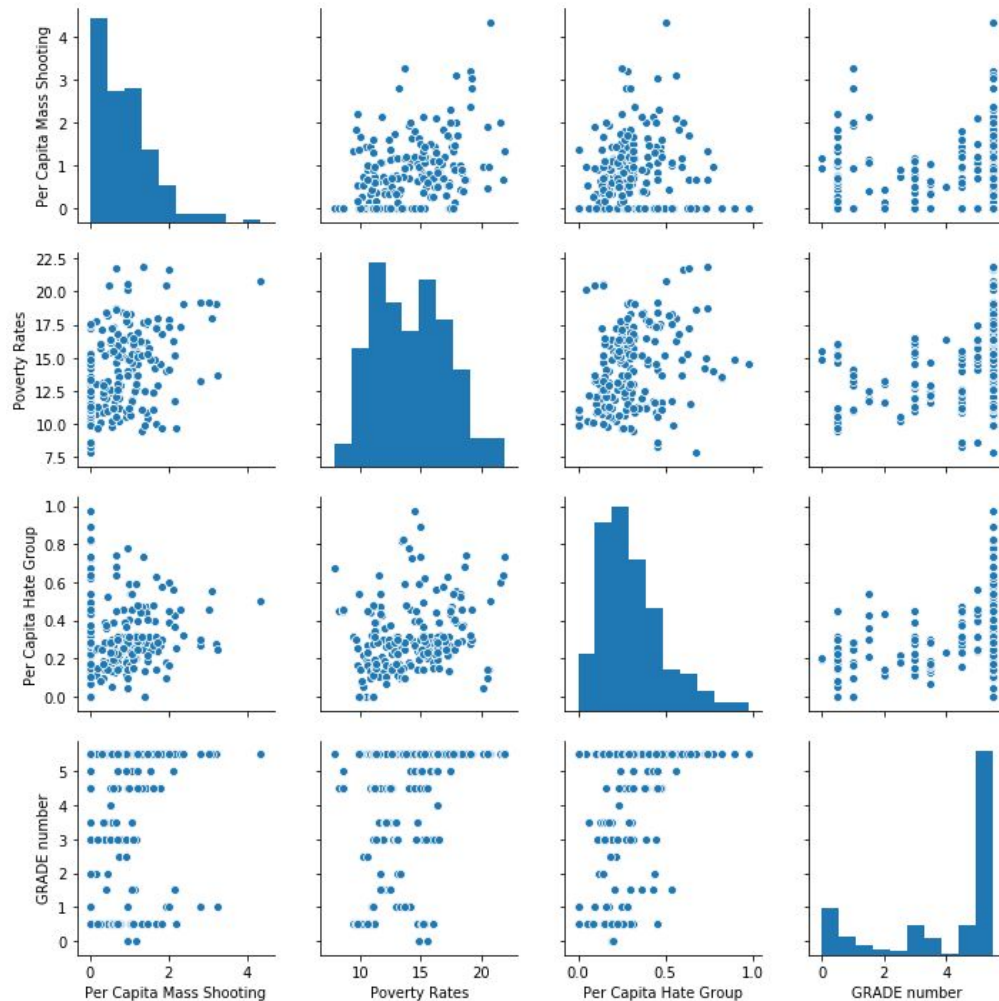 Per Capita Mass Shooting
4
3
2
1
0
Poverty Rates
22.5
20.0
17.5
15.0
12.5
10.0
7.5
Per Capita Hate Group
1.0
0.8
0.6
0.4
0.2
0.0
GRADE number
5
4
3
2
1
0
0 2 4
10 15 20
0.0 0.5 1.0
0 2 4
Per Capita Mass Shooting
Poverty Rates
Per Capita Hate Group
GRADE number